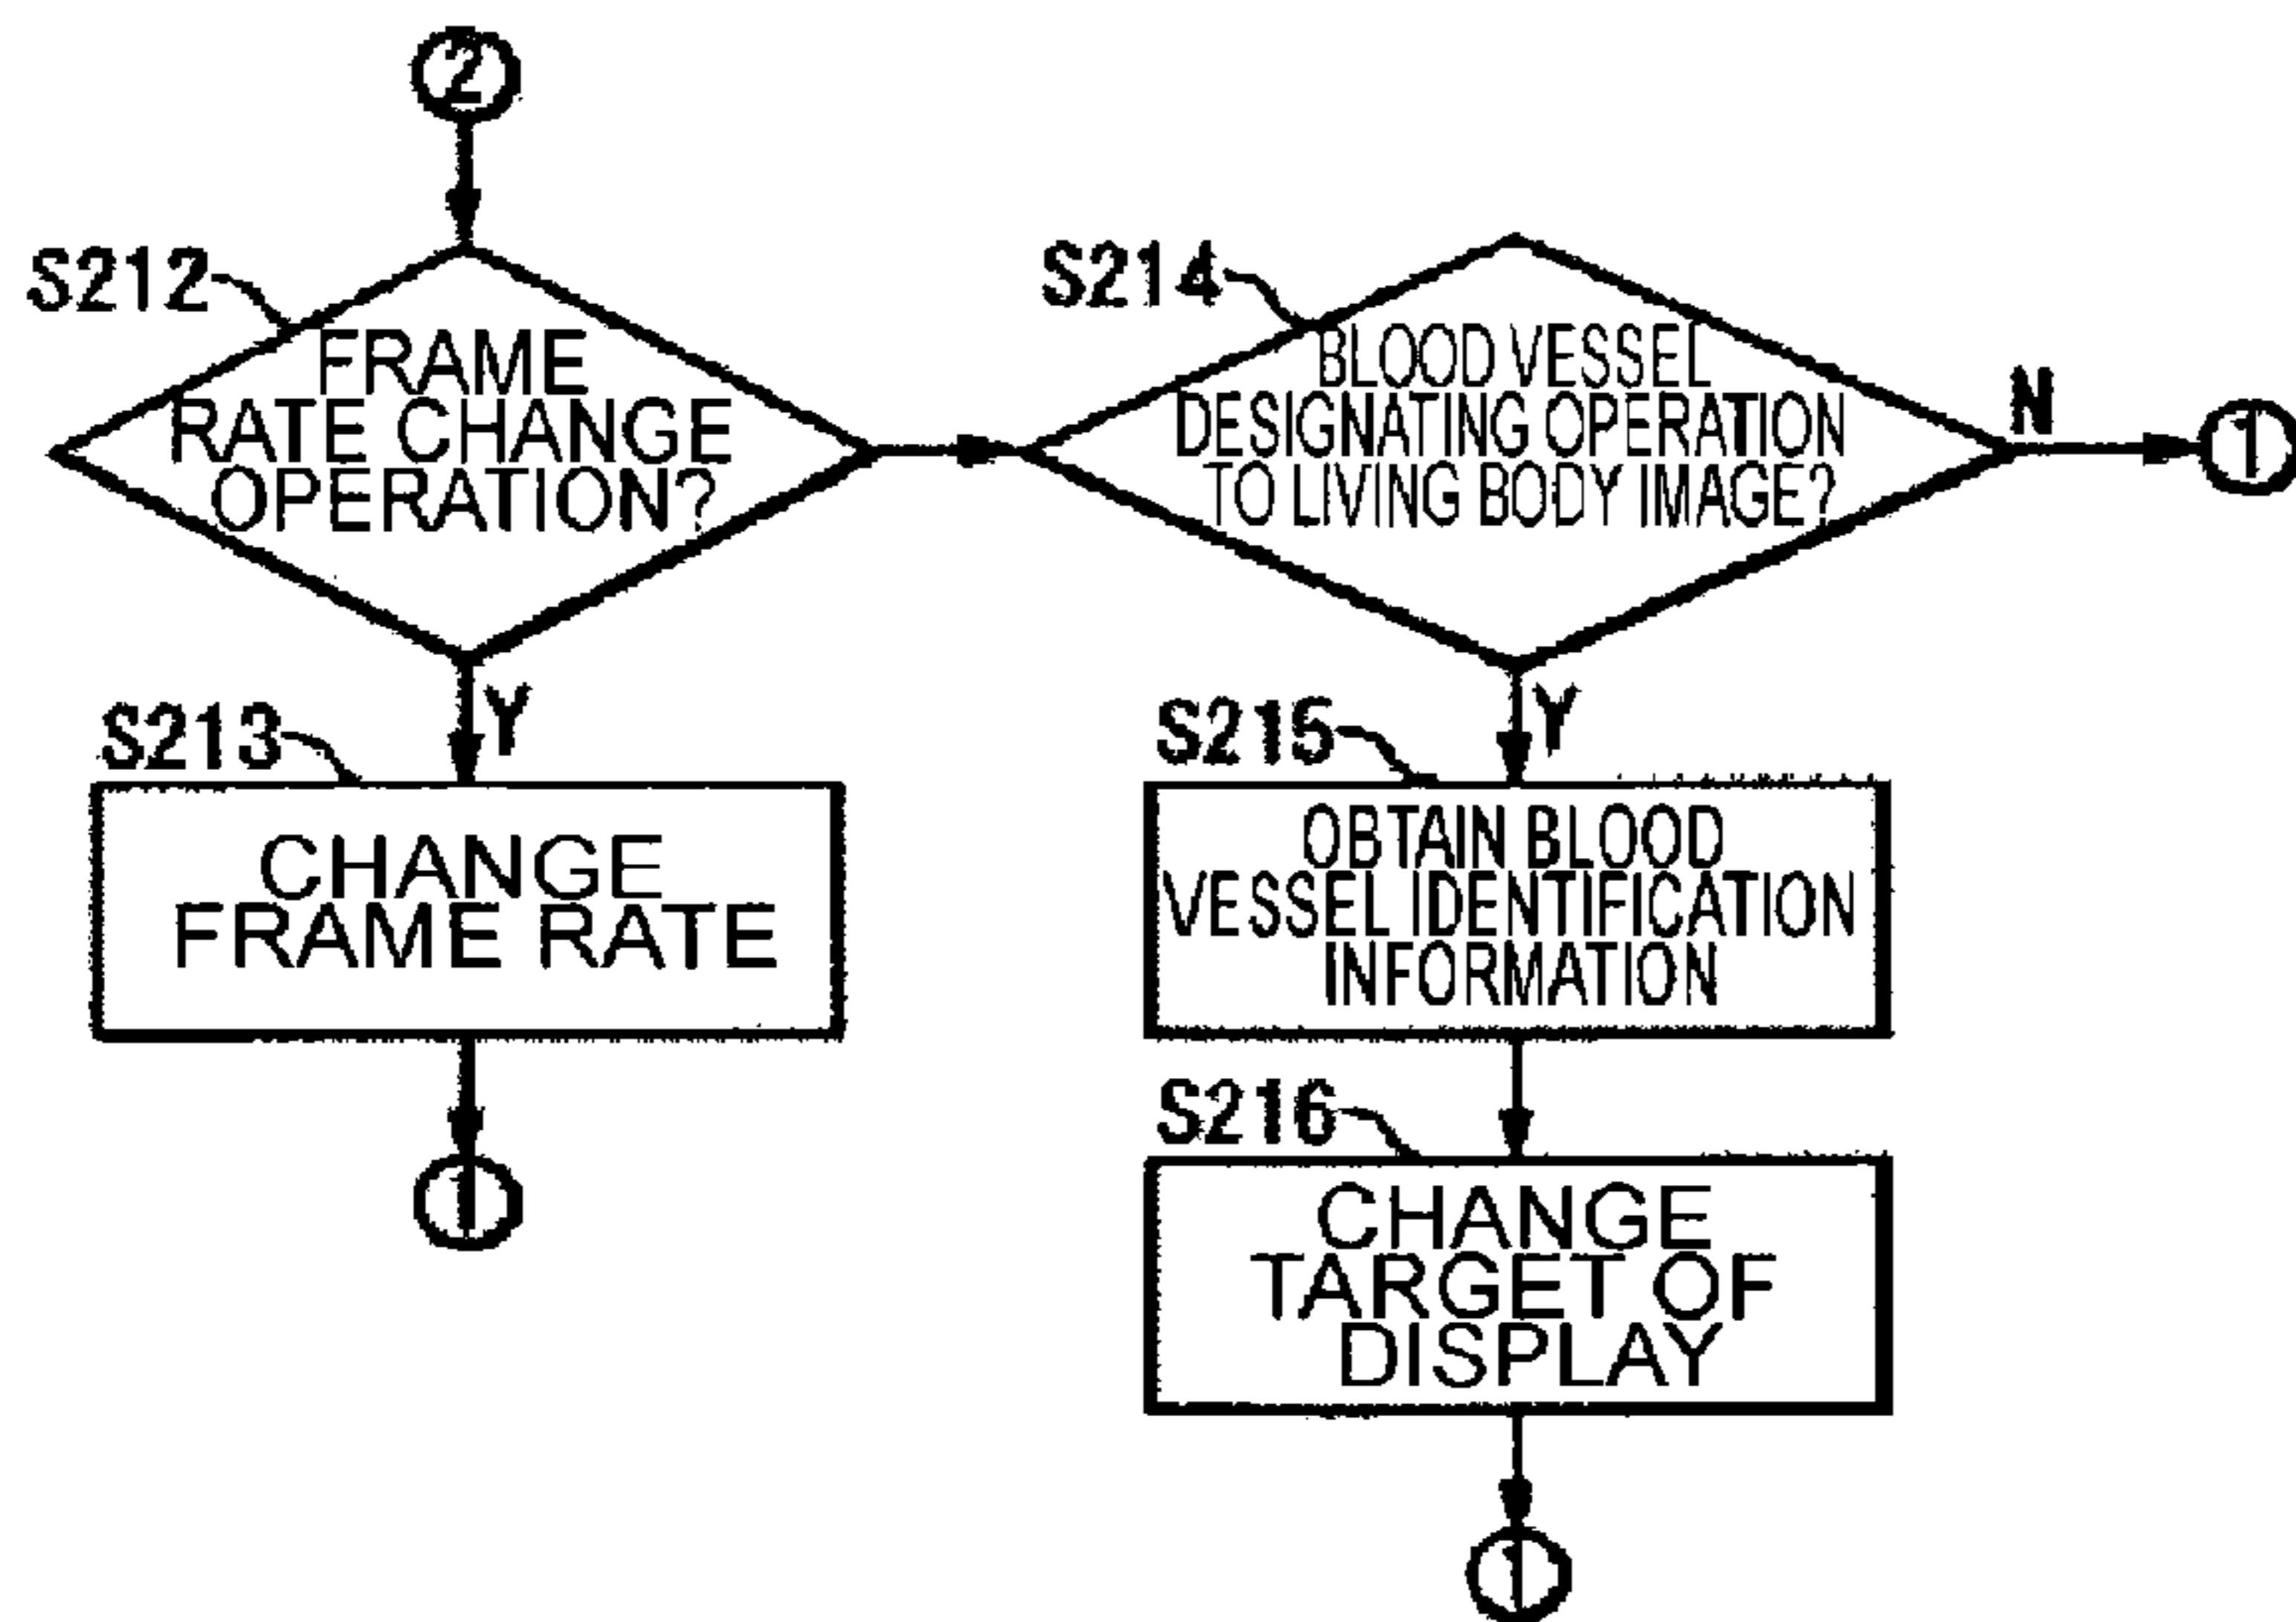 2
S212
FRAME
RATE CHANGE
OPERATION?
S214
BLOOD VESSEL
DESIGNATING OPERATION
TO LIVING BODY IMAGE?
N
1
Y
S213
CHANGE
FRAME RATE
1
Y
S215
OBTAIN BLOOD
VESSEL IDENTIFICATION
INFORMATION
S216
CHANGE
TARGET OF
DISPLAY
1